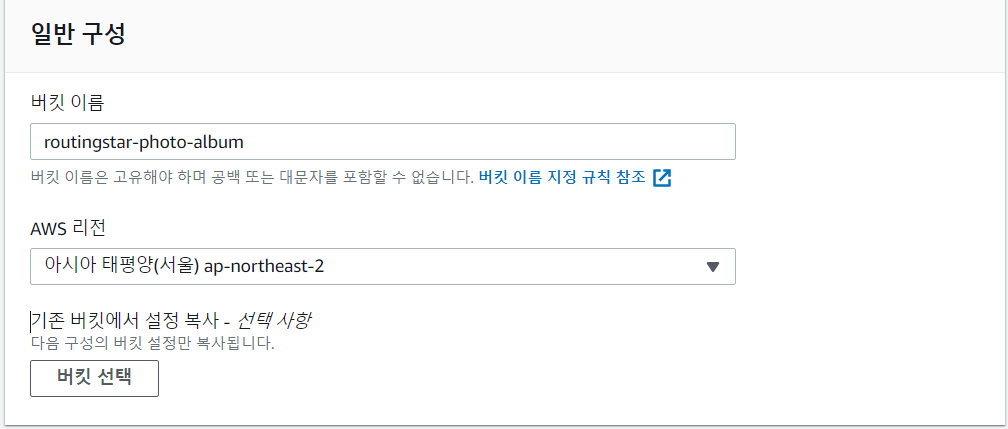 일반 구성
버킷 이름
routingstar-photo-album
버킷 이름은 고유해야 하며 공백 또는 대문자를 포함할 수 없습니다. 버킷 이름 지정 규칙 참조
AWS 리전
아시아 태평양(서울) ap-northeast-2
기존 버킷에서 설정 복사 - 선택 사항
다음 구성의 버킷 설정만 복사됩니다.
버킷 선택